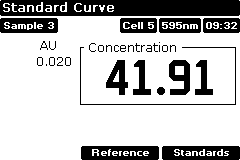 Standard Curve
Sample 3 Cell 5 595nm 09:32
AU Concentration
0.020 41.91
Reference Standards